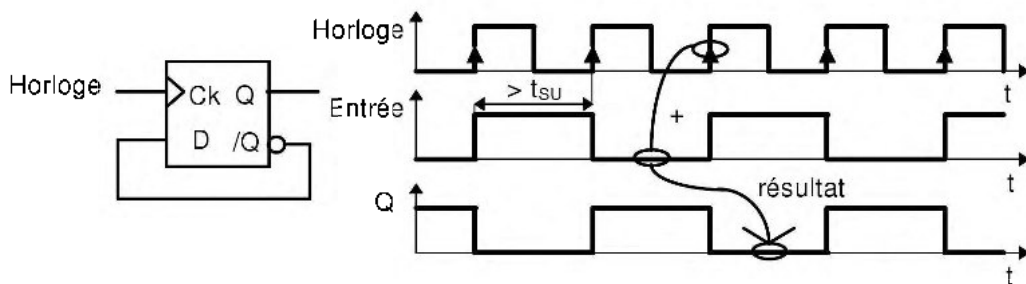 Horloge
Ck Q
D /Q
Horloge
t
> tsu
Entrée
+
t
résultat
Q
t